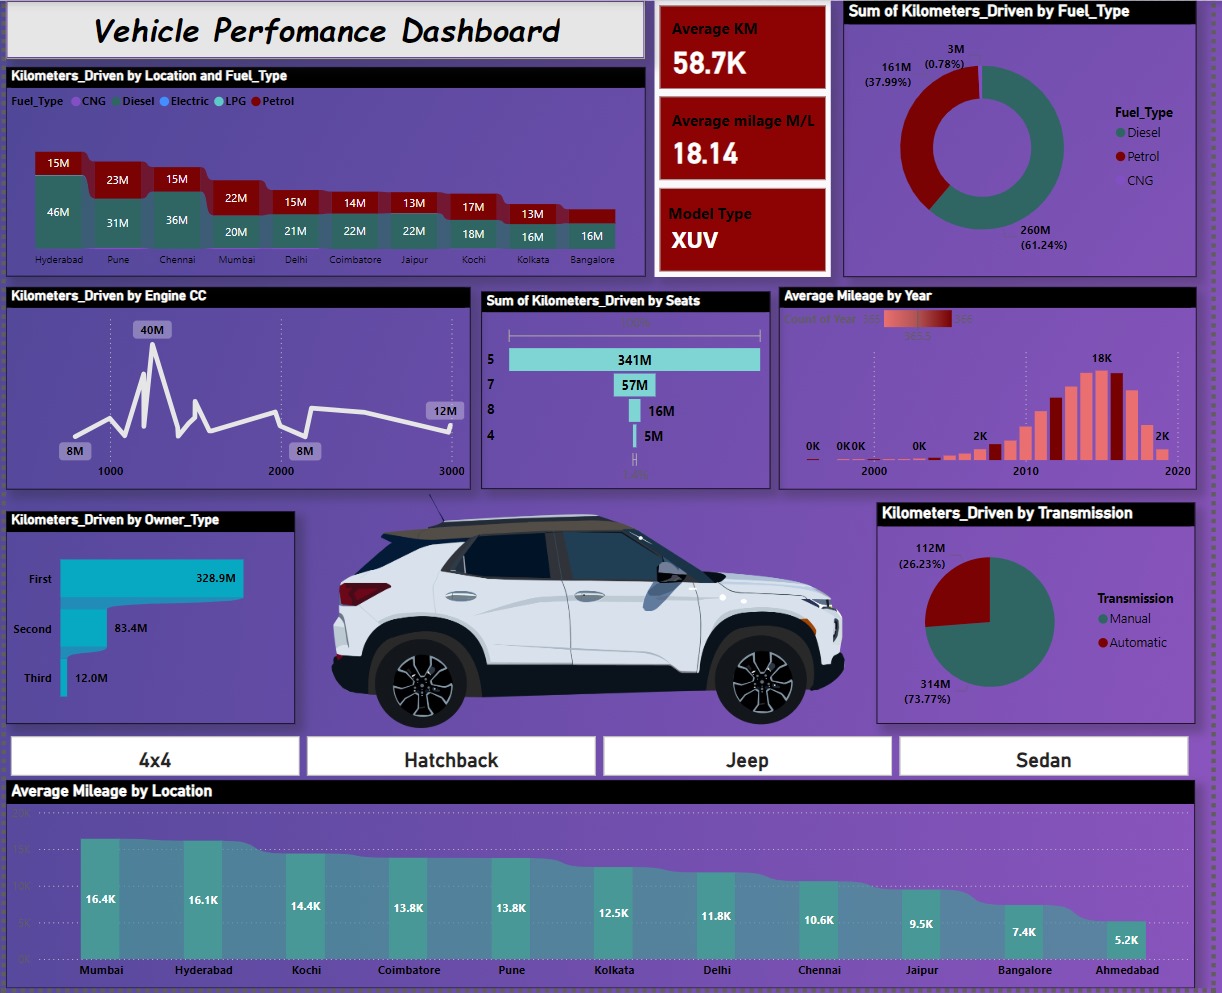 Vehicle Perfomance Dashboard
Average KM
58.7K
Average milage M/L
18.14
Model Type
XUV
Kilometers_Driven by Location and Fuel_Type
Fuel_Type CNG Diesel Electric LPG Petrol
15M 23M 15M 22M 15M 14M 13M 17M 13M
46M 31M 36M 20M 21M 22M 22M 18M 16M 16M
Hyderabad Pune Chennai Mumbai Delhi Coimbatore Jaipur Kochi Kolkata Bangalore
Sum of Kilometers_Driven by Fuel_Type
3M
(0.78%)
161M
(37.99%)
260M
(61.24%)
Fuel_Type
Diesel
Petrol
CNG
Kilometers_Driven by Engine CC
40M
12M
8M 8M
1000 2000 3000
Sum of Kilometers_Driven by Seats
5 341M
7 57M
8 16M
4 5M
Average Mileage by Year
Count of Year
18K
0K 0K 0K 0K 2K 2K
2000 2010 2020
Kilometers_Driven by Owner_Type
First 328.9M
Second 83.4M
Third 12.0M
Kilometers_Driven by Transmission
112M
(26.23%)
314M
(73.77%)
Transmission
Manual
Automatic
4x4 Hatchback Jeep Sedan
Average Mileage by Location
16.4K 16.1K 14.4K 13.8K 13.8K 12.5K 11.8K 10.6K 9.5K 7.4K 5.2K
Mumbai Hyderabad Kochi Coimbatore Pune Kolkata Delhi Chennai Jaipur Bangalore Ahmedabad